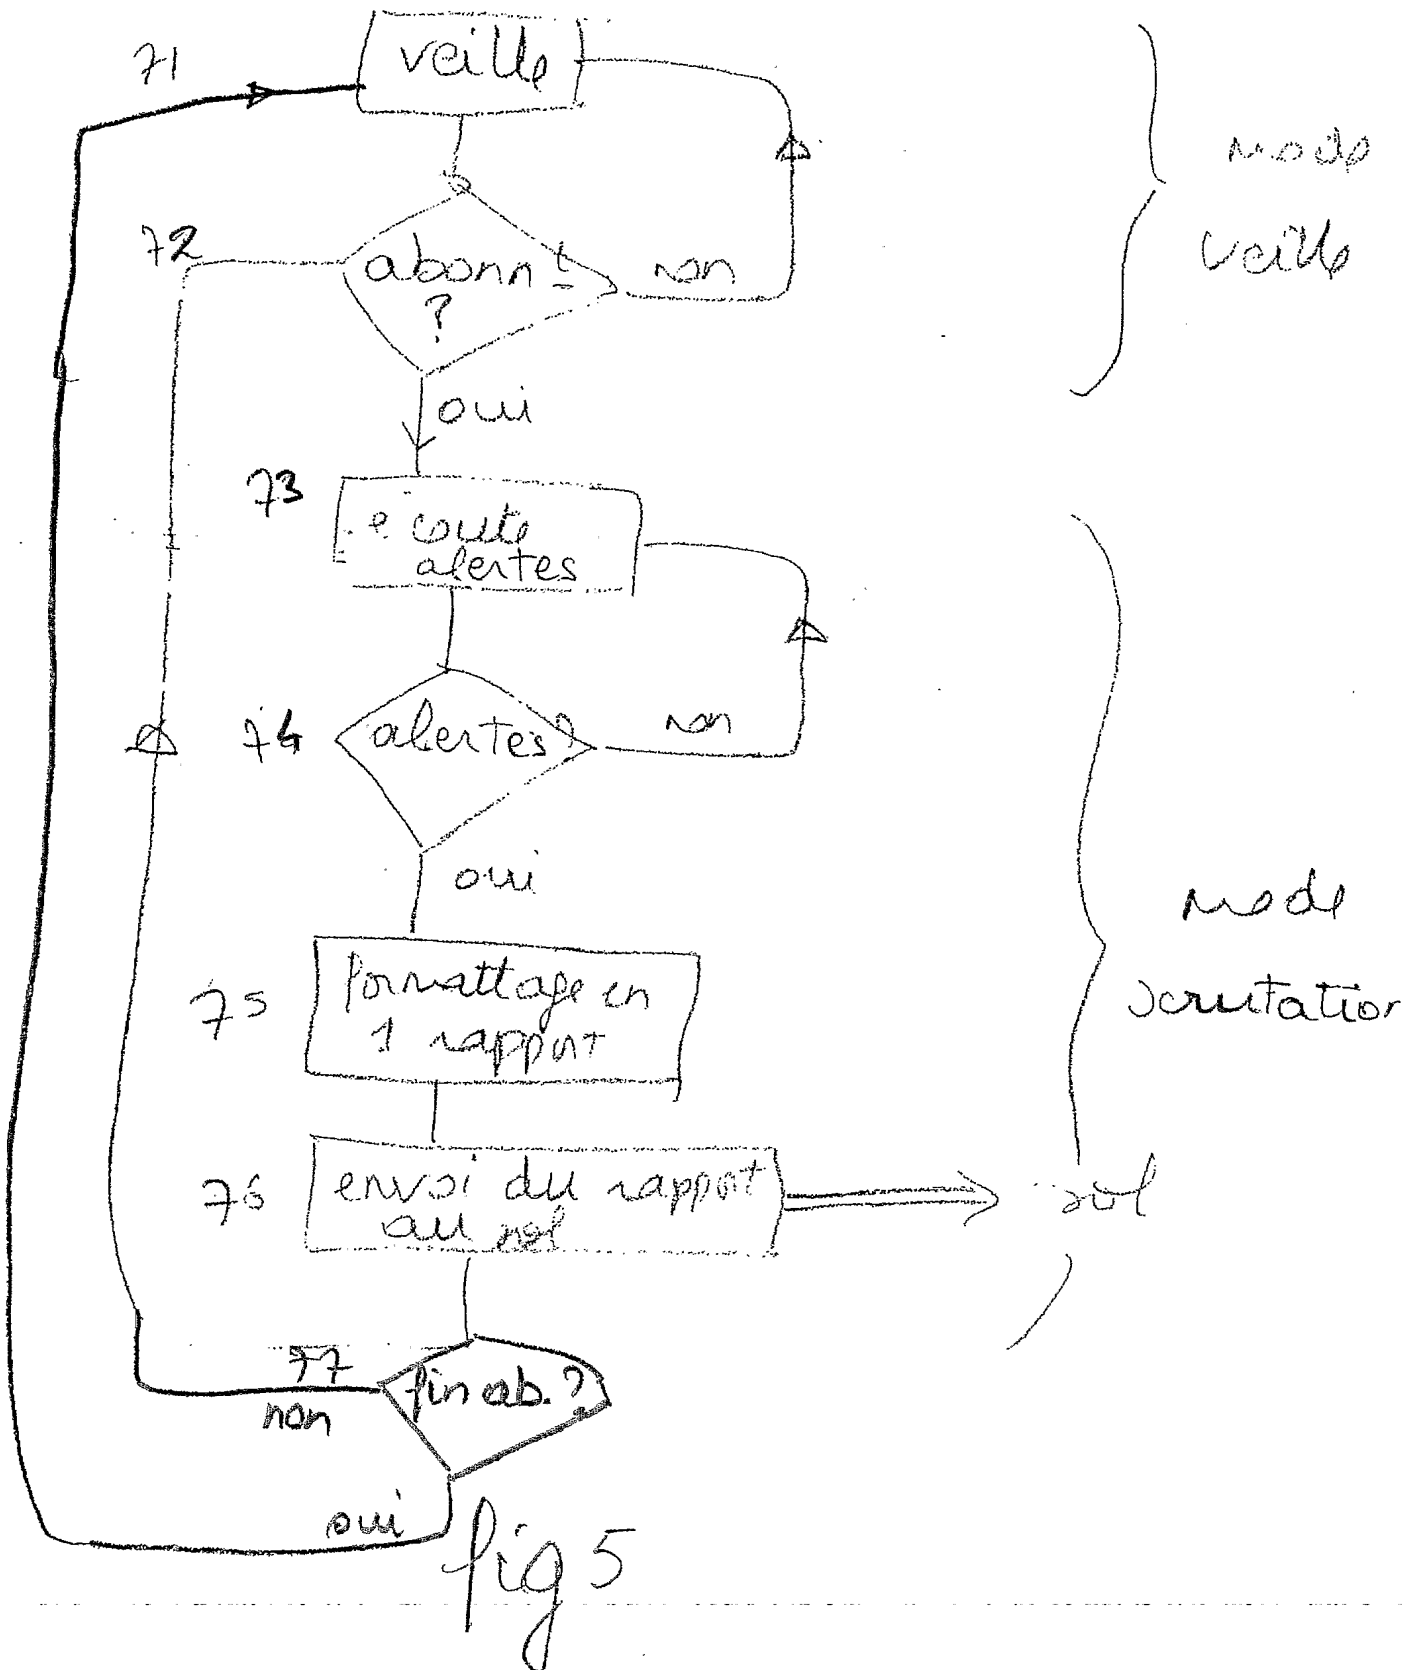 71
veille
mode
veille
72
abonnt
?
non
oui
73
ecoute
alertes
74
alertes?
non
oui
mode
scrutation
75
formattage en
1 rapport
76
envoi du rapport
au sol
sol
77
fin ab.?
non
oui
fig 5